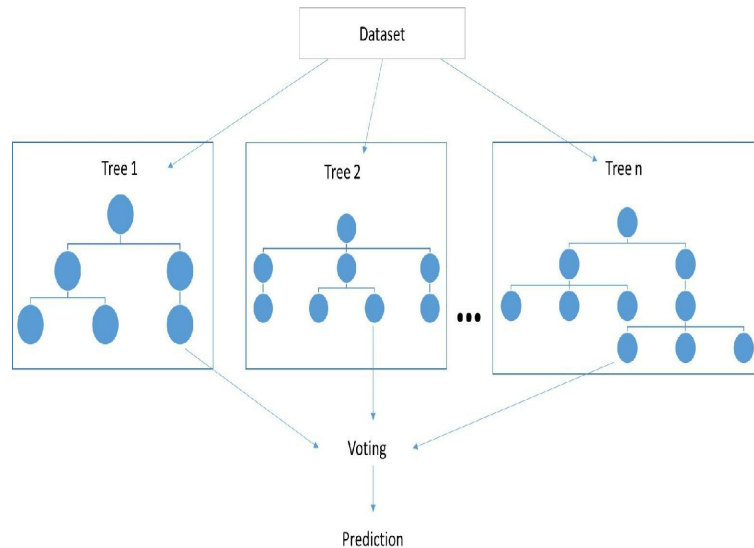 Dataset
Tree 1
Tree 2
Tree n
...
Voting
Prediction